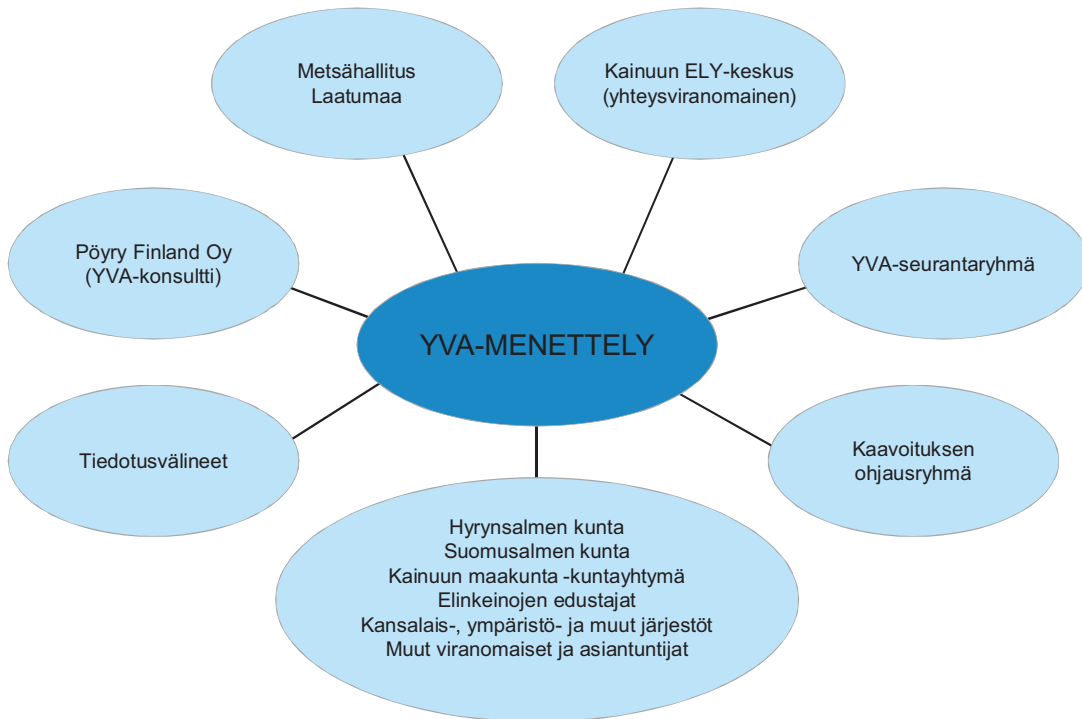 Metsähallitus
Laatumaa
Kainuun ELY-keskus
(yhteysviranomainen)
Pöyry Finland Oy
(YVA-konsultti)
YVA-seurantaryhmä
YVA-MENETTELY
Tiedotusvälineet
Kaavoituksen
ohjausryhmä
Hyrynsalmen kunta
Suomusalmen kunta
Kainuun maakunta -kuntayhtymä
Elinkeinojen edustajat
Kansalais-, ympäristö- ja muut järjestöt
Muut viranomaiset ja asiantuntijat